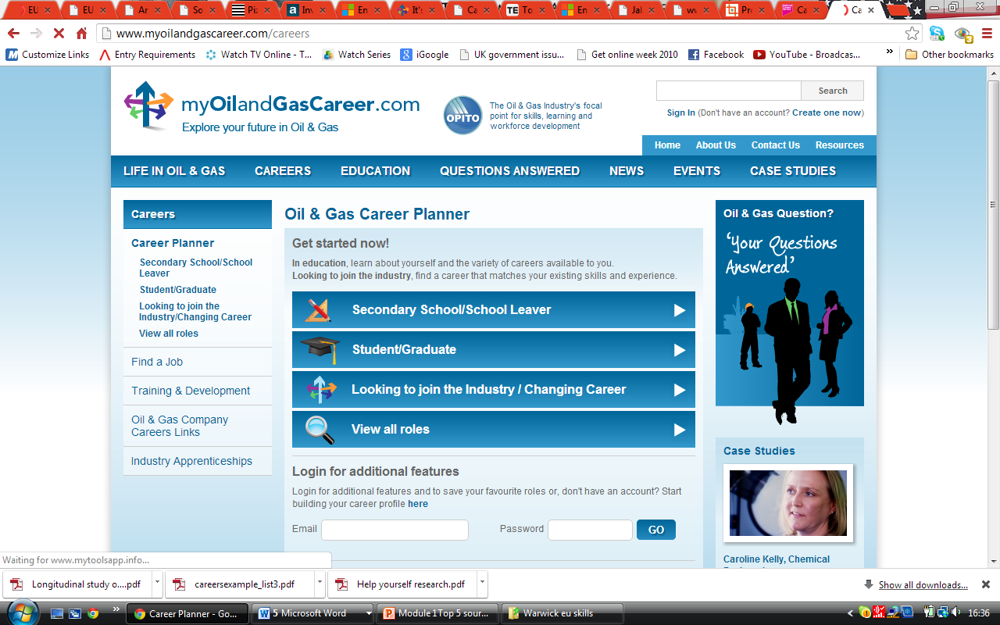 EU
EU
Ar
So
Pi
Inv
En
It's
Ca
TE To
En
Jal
wv
Pr
Ca
Ca
www.myoilandgascareer.com/careers
Customize Links
Entry Requirements
Watch TV Online - T...
Watch Series
iGoogle
UK government issu...
Get online week 2010
Facebook
YouTube - Broadcas...
»
Other bookmarks
myOilandGasCareer.com
Explore your future in Oil & Gas
OPITO
The Oil & Gas Industry's focal
point for skills, learning and
workforce development
Search
Sign In (Don't have an account? Create one now)
Home About Us Contact Us Resources
LIFE IN OIL & GAS CAREERS EDUCATION QUESTIONS ANSWERED NEWS EVENTS CASE STUDIES
Careers
Career Planner
Secondary School/School
Leaver
Student/Graduate
Looking to join the
Industry/Changing Career
View all roles
Find a Job
Training & Development
Oil & Gas Company
Careers Links
Industry Apprenticeships
Oil & Gas Career Planner
Get started now!
In education, learn about yourself and the variety of careers available to you.
Looking to join the industry, find a career that matches your existing skills and experience.
Secondary School/School Leaver
Student/Graduate
Looking to join the Industry / Changing Career
View all roles
Login for additional features
Login for additional features and to save your favourite roles or, don't have an account? Start
building your career profile here
Email
Password
GO
Oil & Gas Question?
‘Your Questions
Answered’
Case Studies
Caroline Kelly, Chemical
Waiting for www.mytoolsapp.info...
Longitudinal study o....pdf
careersexample_list3.pdf
Help yourself research.pdf
Show all downloads...
»
Career Planner - Go...
5 Microsoft Word
Module 1Top 5 sour...
Warwick eu skills
16:36